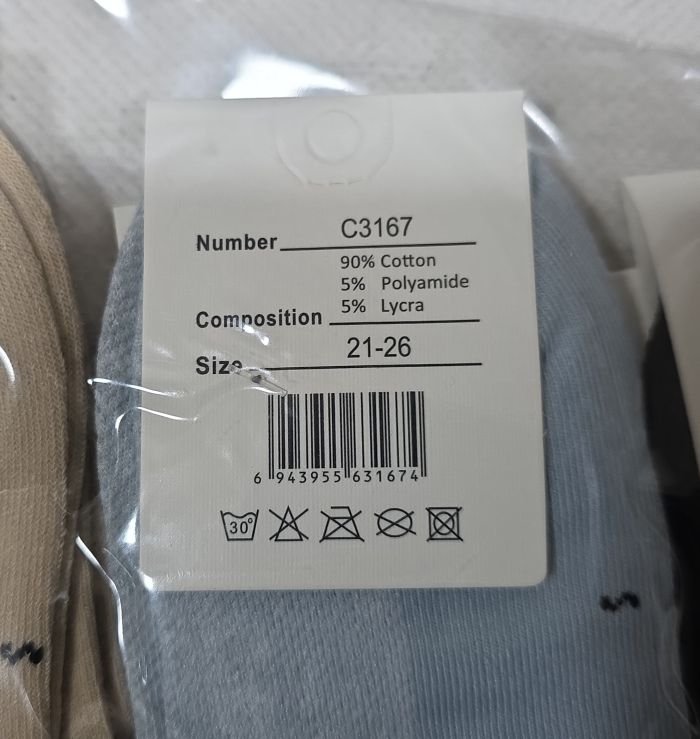 Number C3167
90% Cotton
5% Polyamide
Composition 5% Lycra
Size 21-26
6 943955 631674
30°